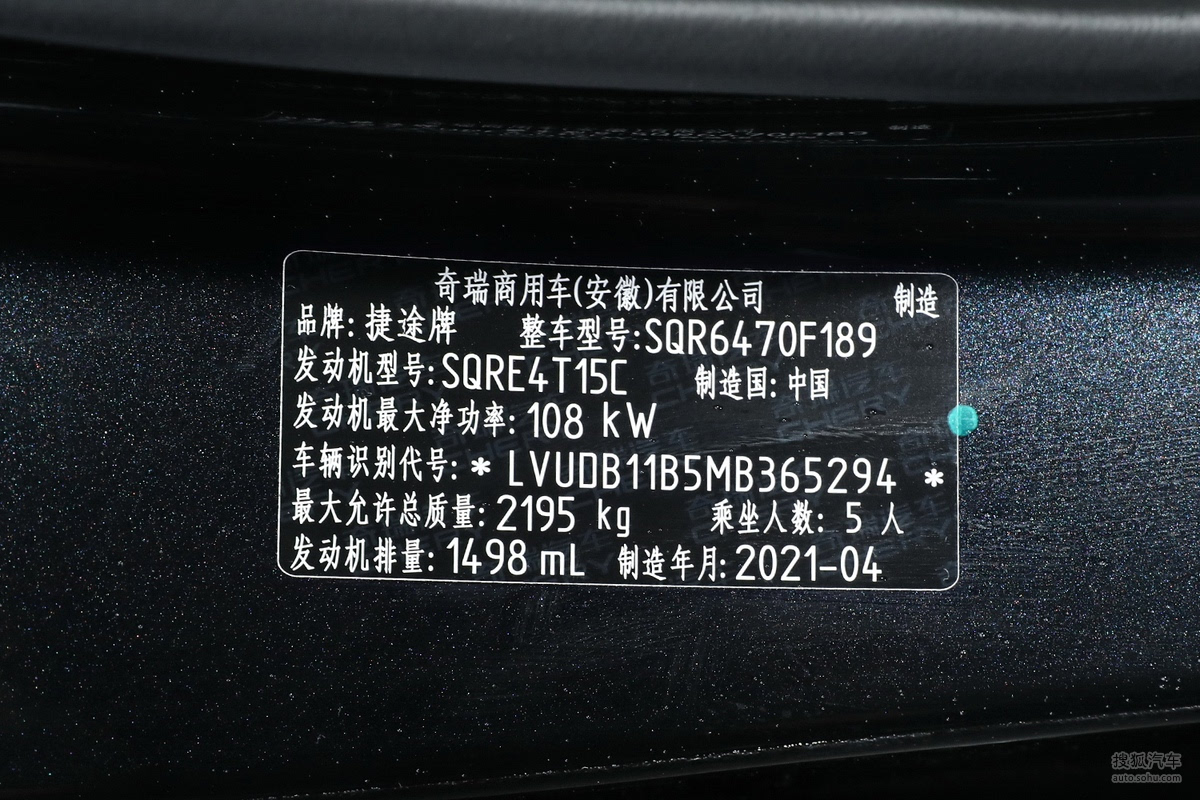 奇瑞商用车(安徽)有限公司 制造
品牌: 捷途牌 整车型号:SQR6470F189
发动机型号:SQRE4T15C 制造国: 中国
发动机最大净功率: 108 kW
车辆识别代号: * LVUDB11B5MB365294 *
最大允许总质量: 2195 kg 乘坐人数: 5 人
发动机排量: 1498 mL 制造年月: 2021-04
搜狐汽车
auto.sohu.com